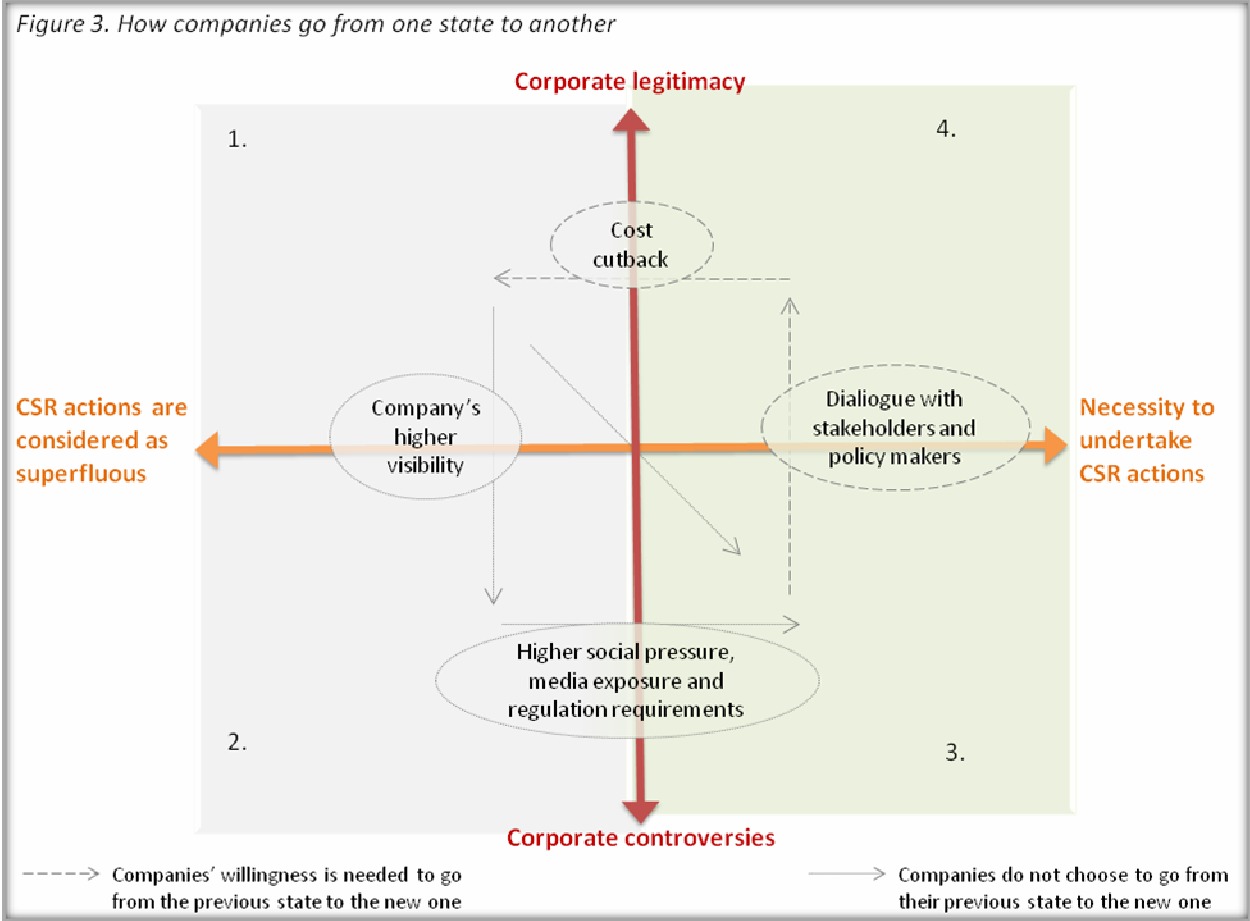 Figure 3. How companies go from one state to another
Corporate legitimacy
1.
4.
Cost
cutback
CSR actions are
considered as
superfluous
Company's
higher
visibility
Dialiogue with
stakeholders and
policy makers
Necessity to
undertake
CSR actions
Higher social pressure,
media exposure and
regulation requirements
2.
3.
Corporate controversies
Companies' willingness is needed to go
from the previous state to the new one
Companies do not choose to go from
their previous state to the new one